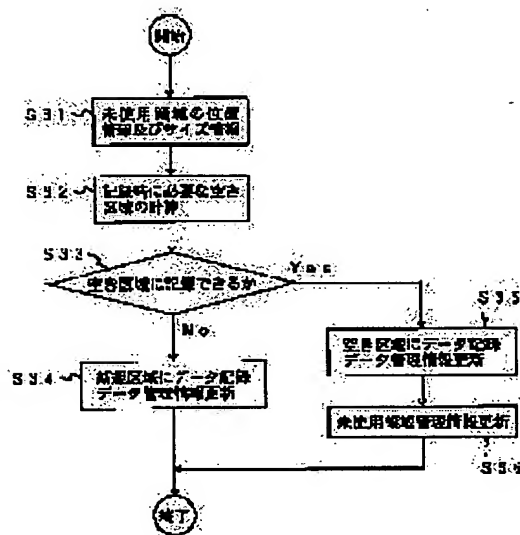 開始
S31
未使用領域の位置
情報及びサイズ情報
S32
記録時に必要な空き
区域の計算
S33
空き区域に記録できるか
Yes
No
S35
空き区域にデータ記録
データ管理情報更新
S34
新規区域にデータ記録
データ管理情報更新
未使用領域管理情報更新
S36
終了